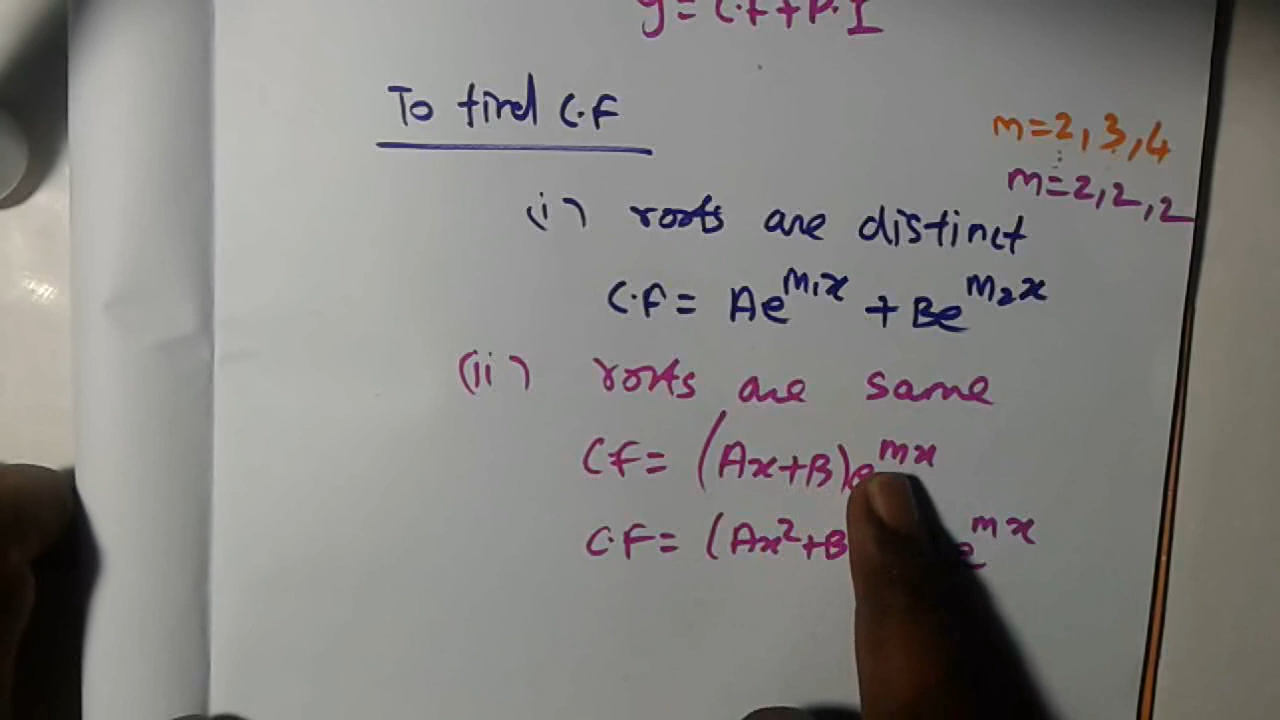 y = C.F + P.I
To find C.F
m=2,3,4
m=2,2,2
(i) roots are distinct
C.F = Ae^{m₁x} + Be^{m₂x}
(ii) roots are same
CF = (Ax+B)e^{mx}
C.F = (Ax²+B e^{mx}